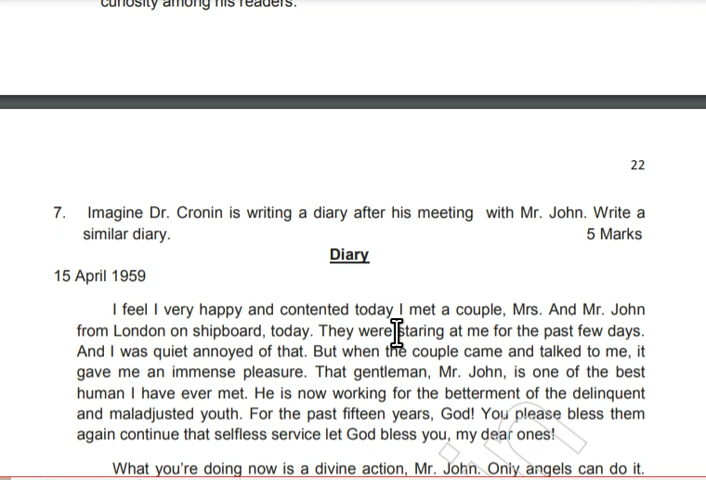 curiosity among his readers.
22
7. Imagine Dr. Cronin is writing a diary after his meeting with Mr. John. Write a
similar diary. 5 Marks
Diary
15 April 1959
I feel I very happy and contented today I met a couple, Mrs. And Mr. John
from London on shipboard, today. They were staring at me for the past few days.
And I was quiet annoyed of that. But when the couple came and talked to me, it
gave me an immense pleasure. That gentleman, Mr. John, is one of the best
human I have ever met. He is now working for the betterment of the delinquent
and maladjusted youth. For the past fifteen years, God! You please bless them
again continue that selfless service let God bless you, my dear ones!
What you're doing now is a divine action, Mr. John. Only angels can do it.